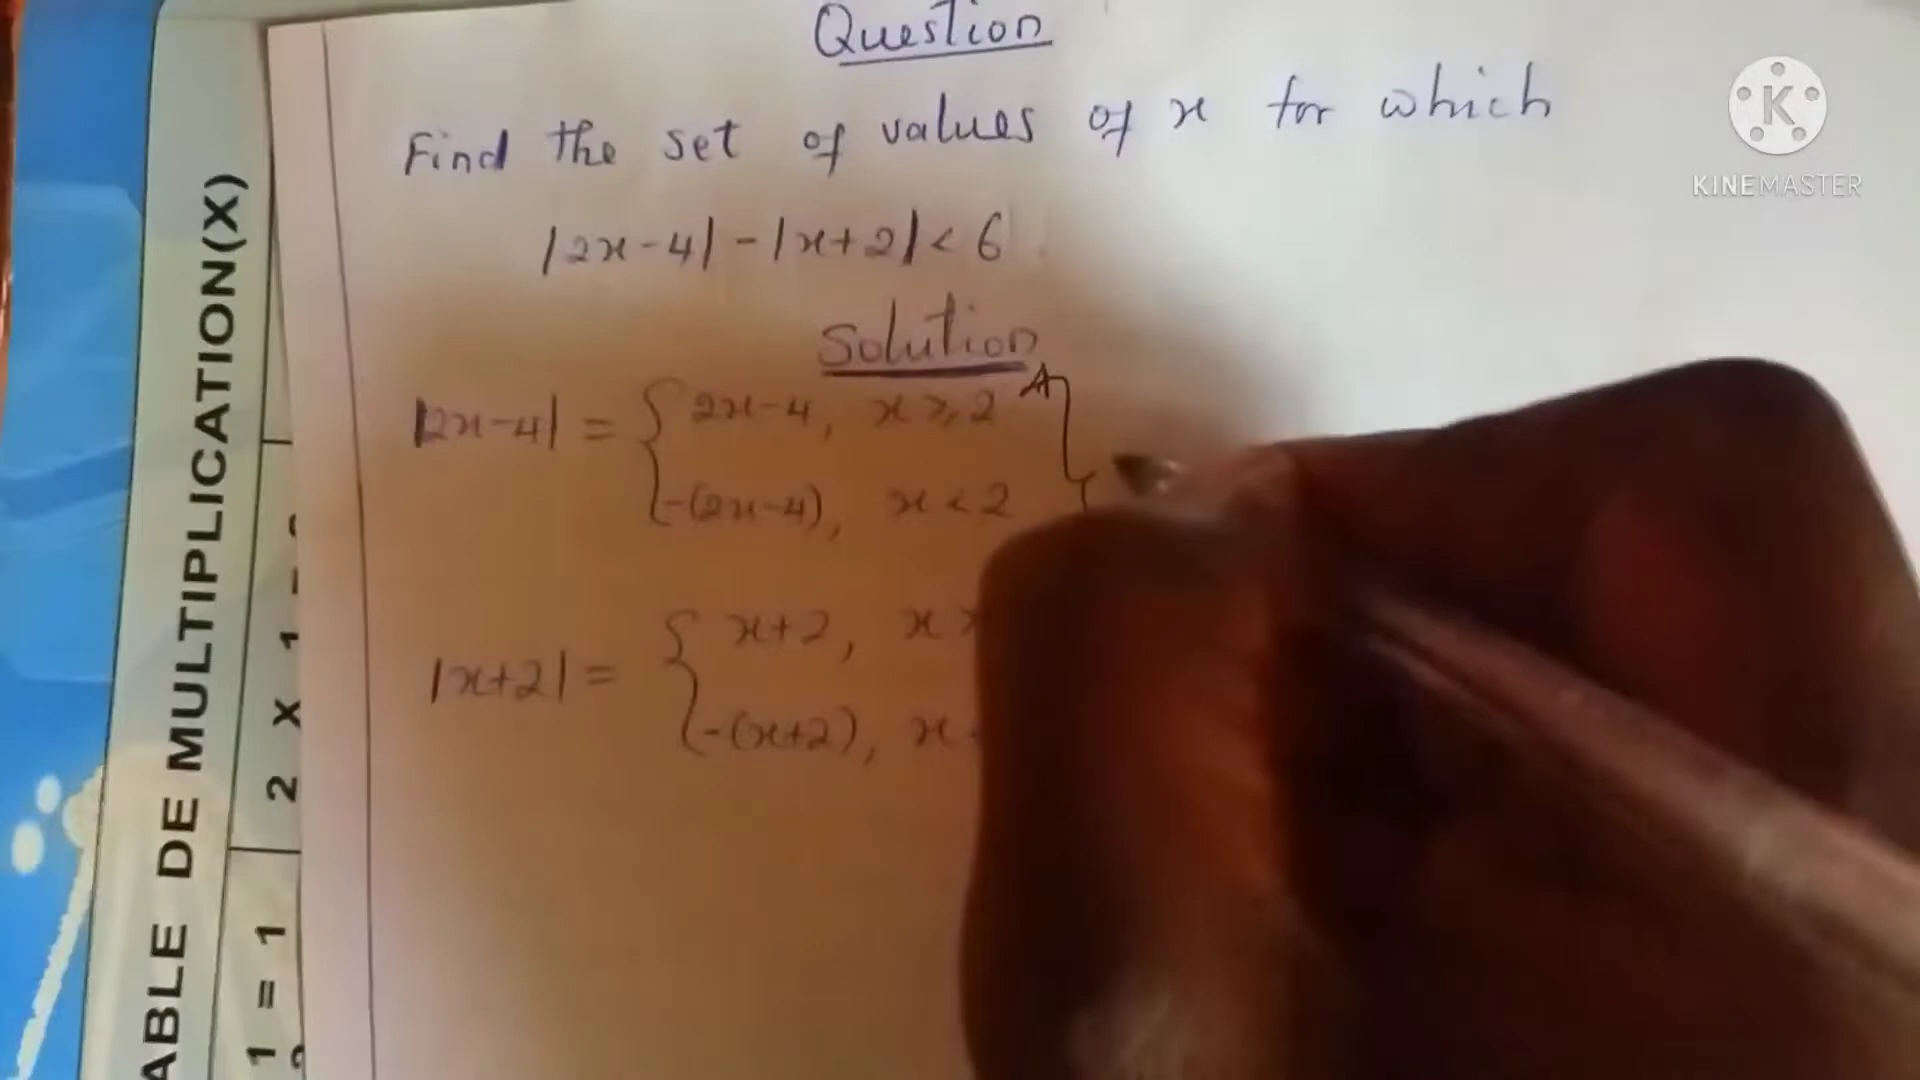 Question
Find the set of values of x for which
|2x-4| - |x+2| < 6
Solution
|2x-4| = { 2x-4, x ≥ 2
-(2x-4), x < 2
A
|x+2| = { x+2, x
-(x+2), x
K
KINEMASTER
ABLE DE MULTIPLICATION(X)
2 X 1 =
1 = 1